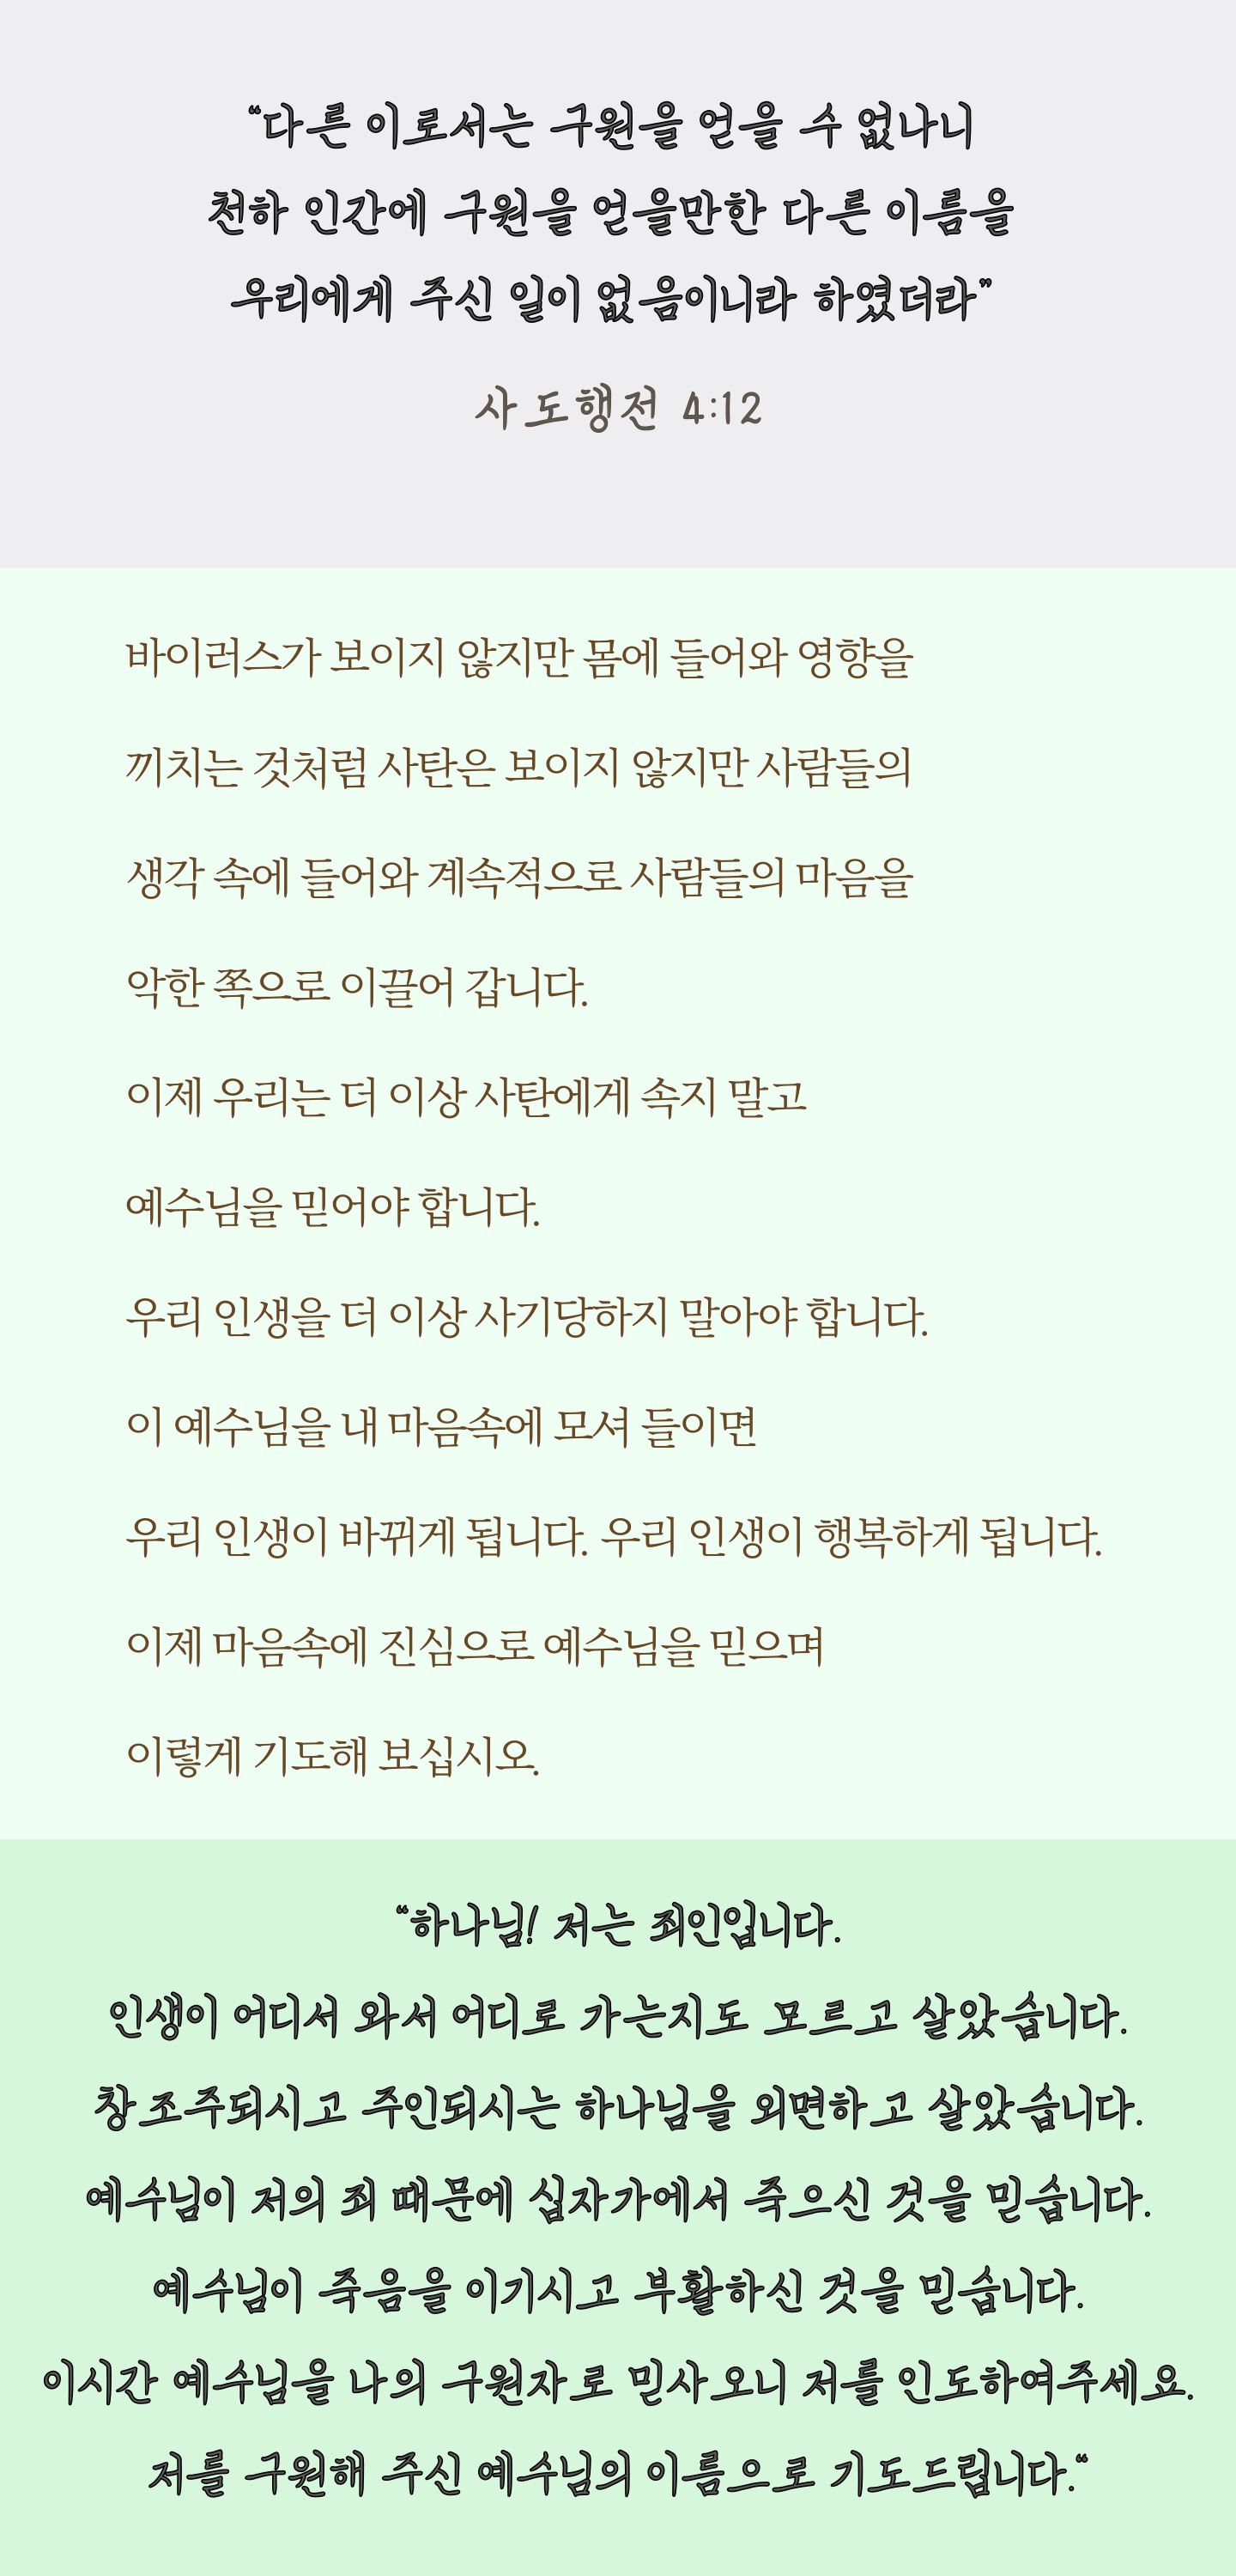 “다른 이로서는 구원을 얻을 수 없나니
천하 인간에 구원을 얻을만한 다른 이름을
우리에게 주신 일이 없음이니라 하였더라”
사도행전 4:12
바이러스가 보이지 않지만 몸에 들어와 영향을
끼치는 것처럼 사탄은 보이지 않지만 사람들의
생각 속에 들어와 계속적으로 사람들의 마음을
악한 쪽으로 이끌어 갑니다.
이제 우리는 더 이상 사탄에게 속지 말고
예수님을 믿어야 합니다.
우리 인생을 더 이상 사기당하지 말아야 합니다.
이 예수님을 내 마음속에 모셔 들이면
우리 인생이 바뀌게 됩니다. 우리 인생이 행복하게 됩니다.
이제 마음속에 진심으로 예수님을 믿으며
이렇게 기도해 보십시오.
“하나님! 저는 죄인입니다.
인생이 어디서 와서 어디로 가는지도 모르고 살았습니다.
창조주되시고 주인되시는 하나님을 외면하고 살았습니다.
예수님이 저의 죄 때문에 십자가에서 죽으신 것을 믿습니다.
예수님이 죽음을 이기시고 부활하신 것을 믿습니다.
이시간 예수님을 나의 구원자로 믿사오니 저를 인도하여주세요.
저를 구원해 주신 예수님의 이름으로 기도드립니다.“